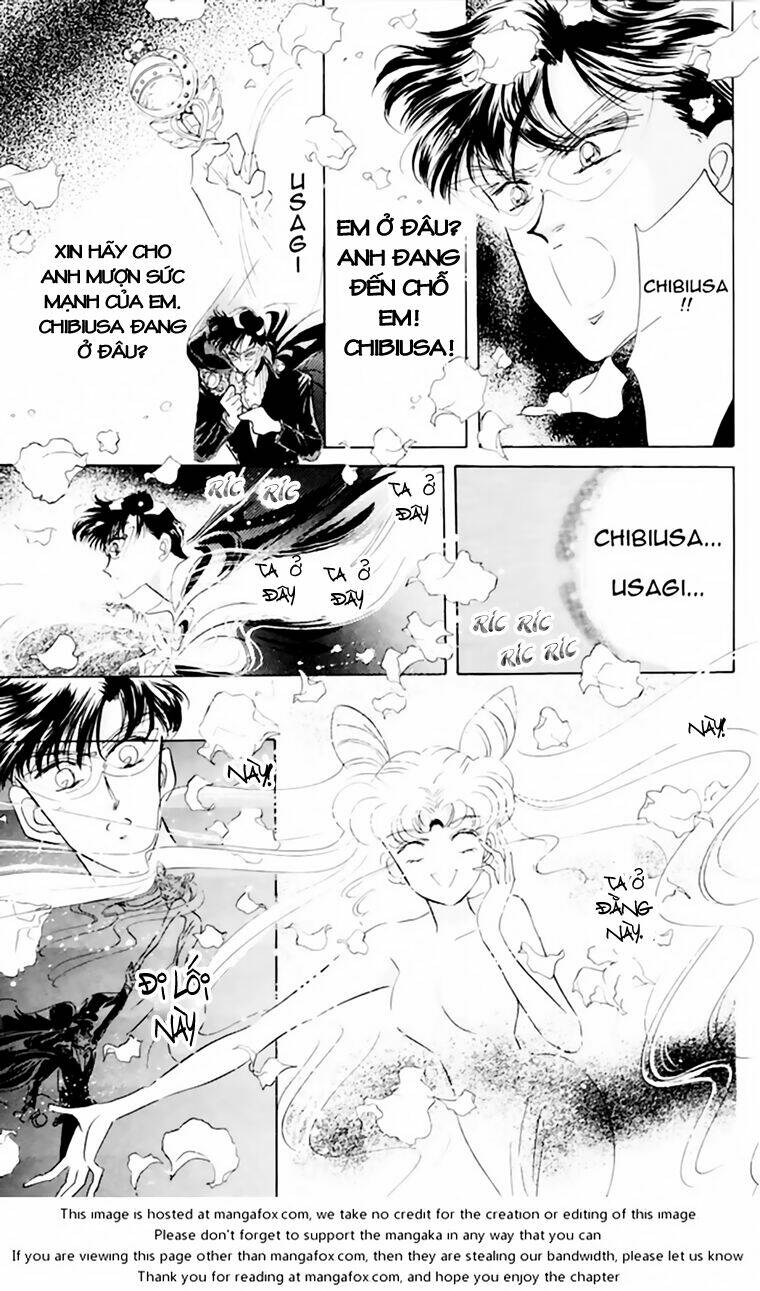 CHIBIUSA
!!
EM Ở ĐÂU?
ANH ĐANG
ĐẾN CHỖ
EM!
CHIBIUSA!
USAGI
XIN HÃY CHO
ANH MƯỢN SỨC
MẠNH CỦA EM.
CHIBIUSA ĐANG
Ở ĐÂU?
CHIBIUSA...
USAGI...
RÍC RÍC
RÍC RÍC
TA Ở
ĐÂY
TA Ở
ĐÂY
TA Ở
ĐÂY
RÍC RÍC
RÍC RÍC
NÀY!
TA Ở
ĐẰNG
NÀY.
NÀY!
ĐI LỐI
NÀY
This image is hosted at mangafox.com, we take no credit for the creation or editing of this image
Please don't forget to support the mangaka in any way that you can
If you are viewing this page other than mangafox.com, then they are stealing our bandwidth, please let us know
Thank you for reading at mangafox.com, and hope you enjoy the chapter